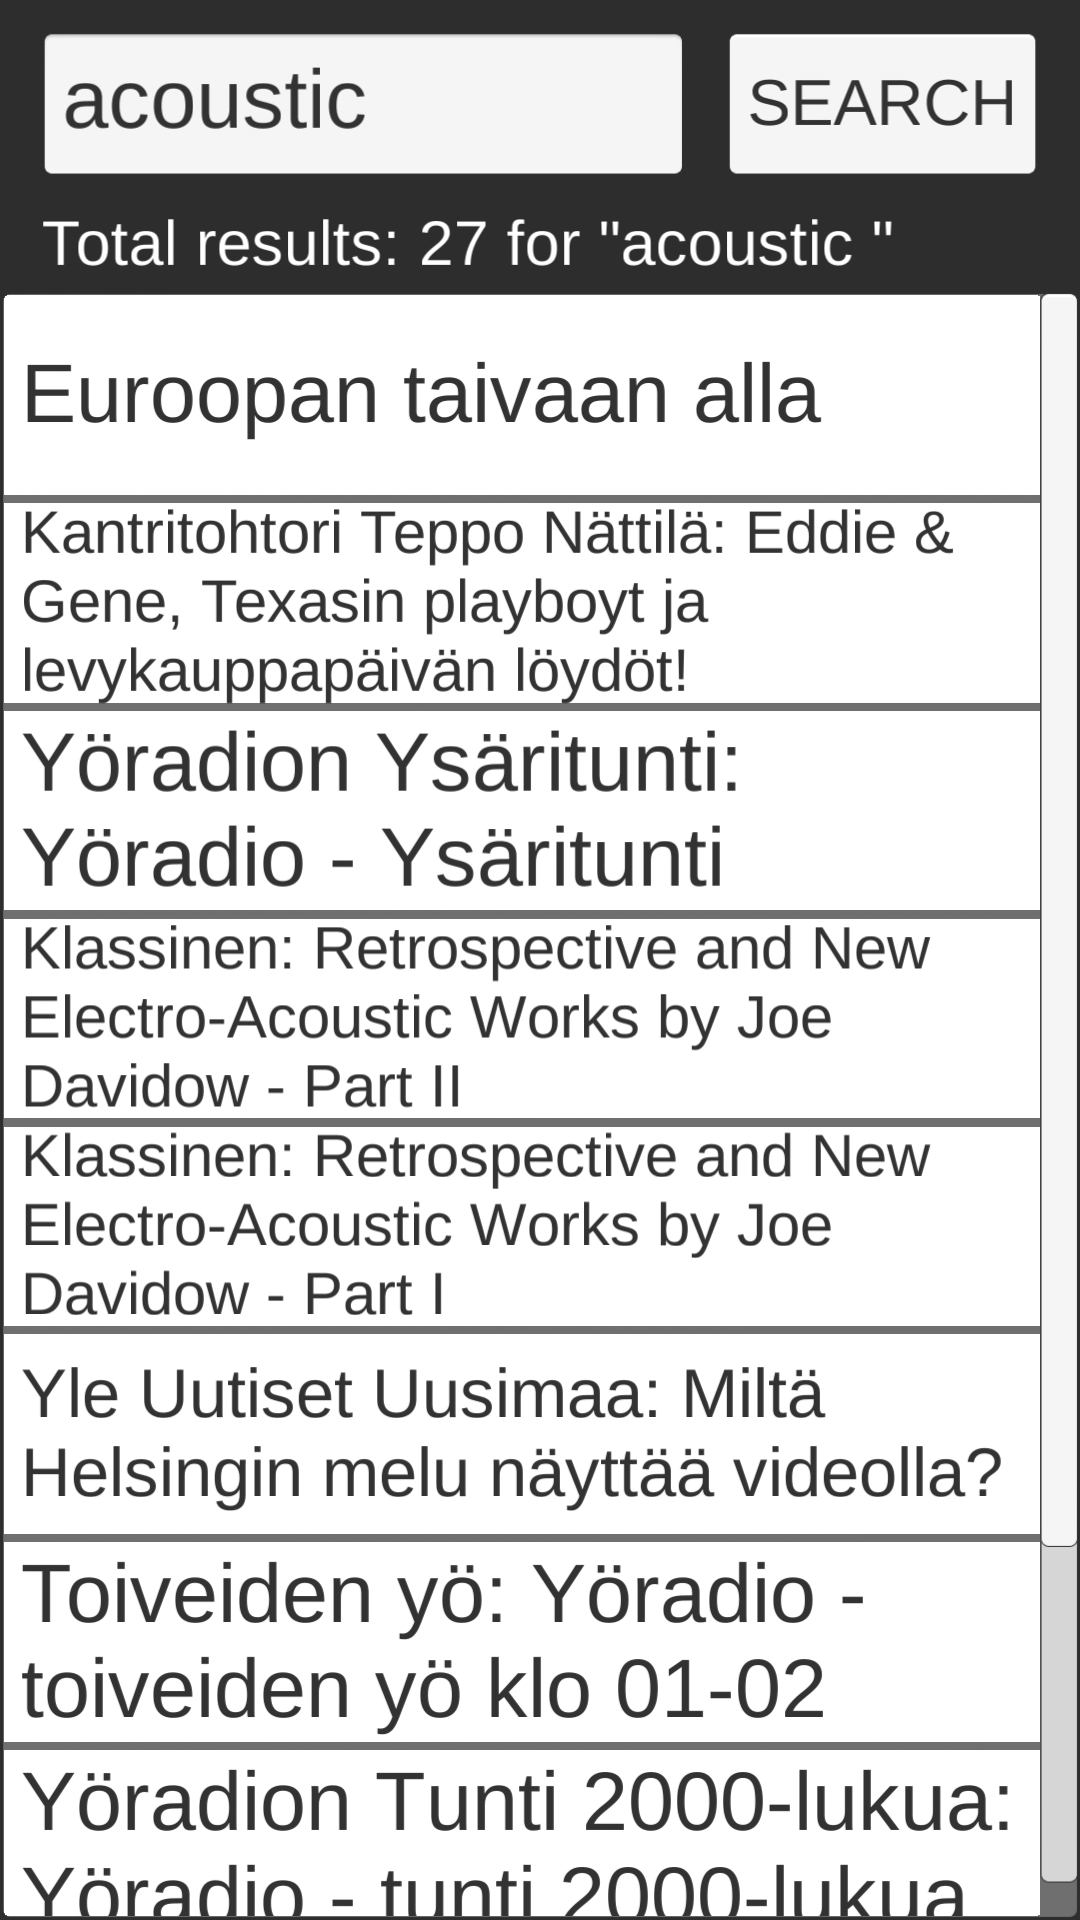 acoustic
SEARCH
Total results: 27 for "acoustic "
Euroopan taivaan alla
Kantritohtori Teppo Nättilä: Eddie &
Gene, Texasin playboyt ja
levykauppapäivän löydöt!
Yöradion Ysäritunti:
Yöradio - Ysäritunti
Klassinen: Retrospective and New
Electro-Acoustic Works by Joe
Davidow - Part II
Klassinen: Retrospective and New
Electro-Acoustic Works by Joe
Davidow - Part I
Yle Uutiset Uusimaa: Miltä
Helsingin melu näyttää videolla?
Toiveiden yö: Yöradio -
toiveiden yö klo 01-02
Yöradion Tunti 2000-lukua:
Yöradio - tunti 2000-lukua